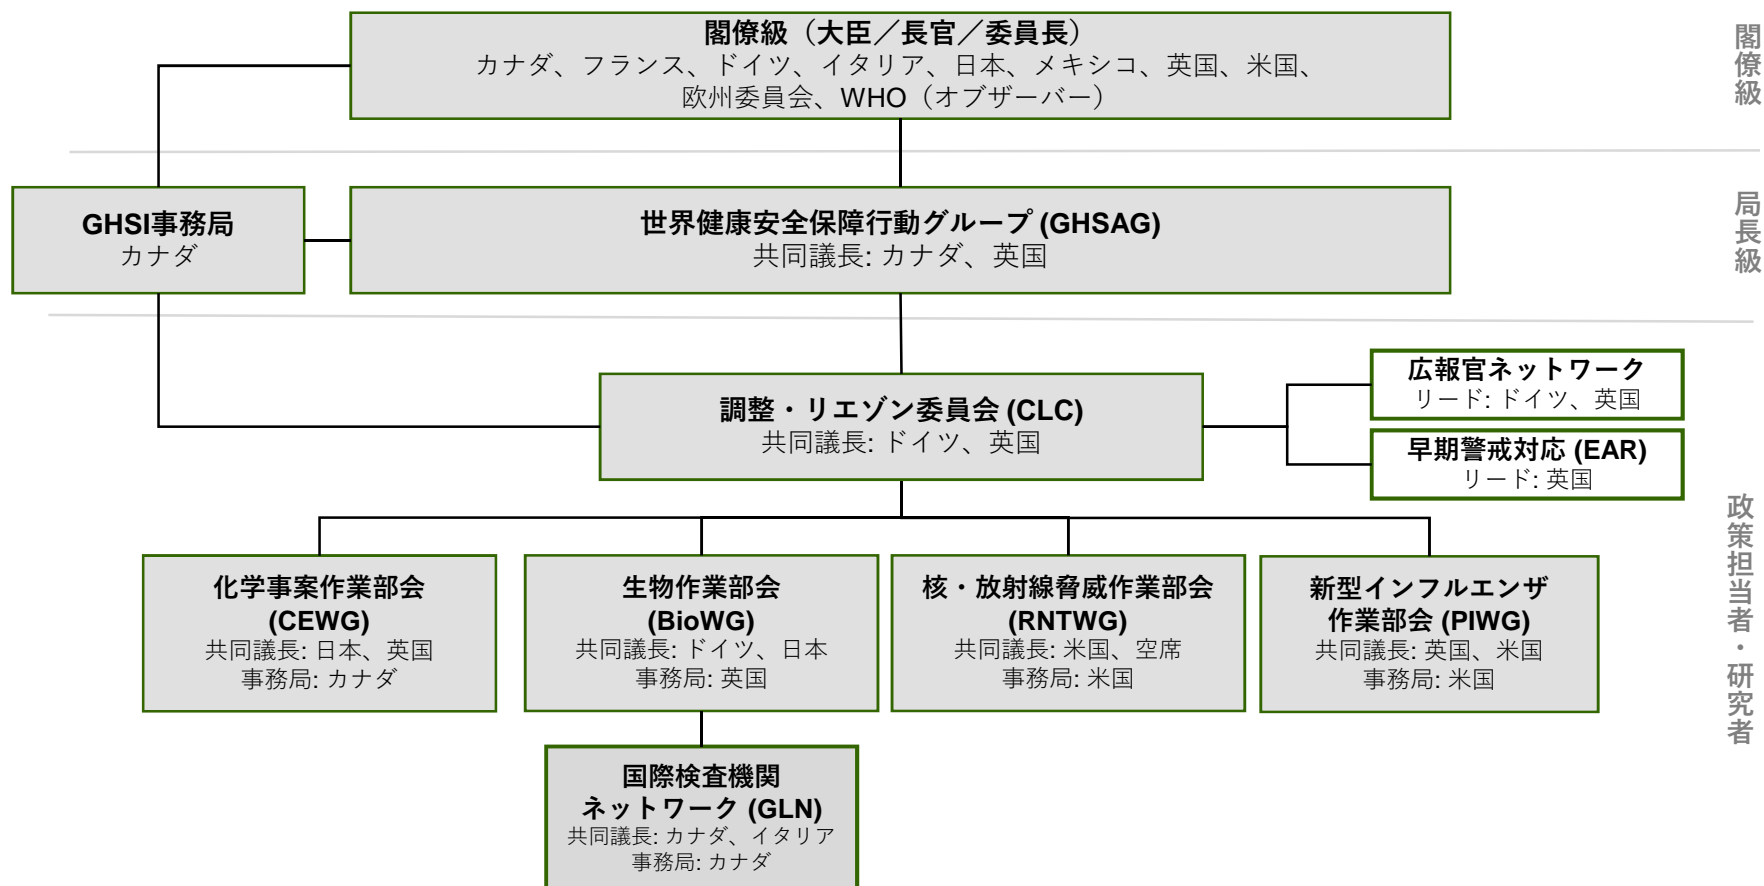 閣僚級（大臣／長官／委員長）
カナダ、フランス、ドイツ、イタリア、日本、メキシコ、英国、米国、
欧州委員会、WHO（オブザーバー）
閣僚級
GHSI事務局
カナダ
世界健康安全保障行動グループ (GHSAG)
共同議長: カナダ、英国
局長級
調整・リエゾン委員会 (CLC)
共同議長: ドイツ、英国
広報官ネットワーク
リード: ドイツ、英国
早期警戒対応 (EAR)
リード: 英国
化学事案作業部会
(CEWG)
共同議長: 日本、英国
事務局: カナダ
生物作業部会
(BioWG)
共同議長: ドイツ、日本
事務局: 英国
核・放射線脅威作業部会
(RNTWG)
共同議長: 米国、空席
事務局: 米国
新型インフルエンザ
作業部会 (PIWG)
共同議長: 英国、米国
事務局: 米国
政策担当者・研究者
国際検査機関
ネットワーク (GLN)
共同議長: カナダ、イタリア
事務局: カナダ